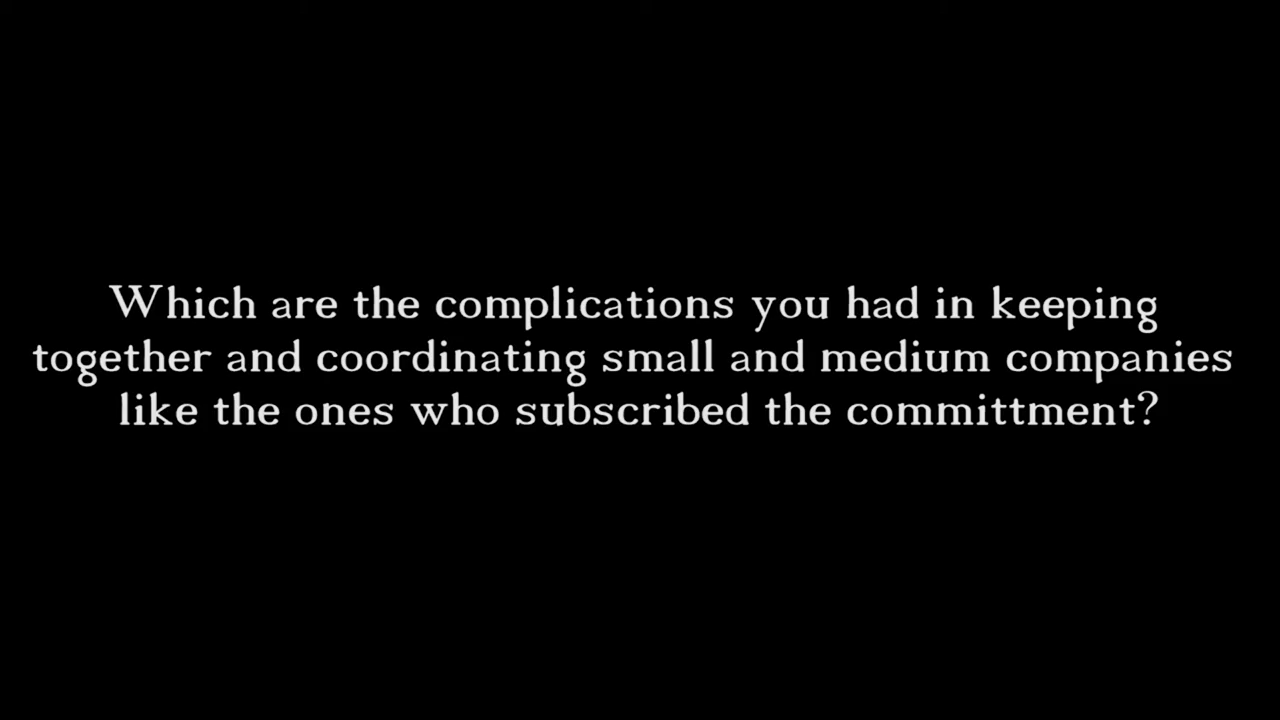 Which are the complications you had in keeping
together and coordinating small and medium companies
like the ones who subscribed the committment?